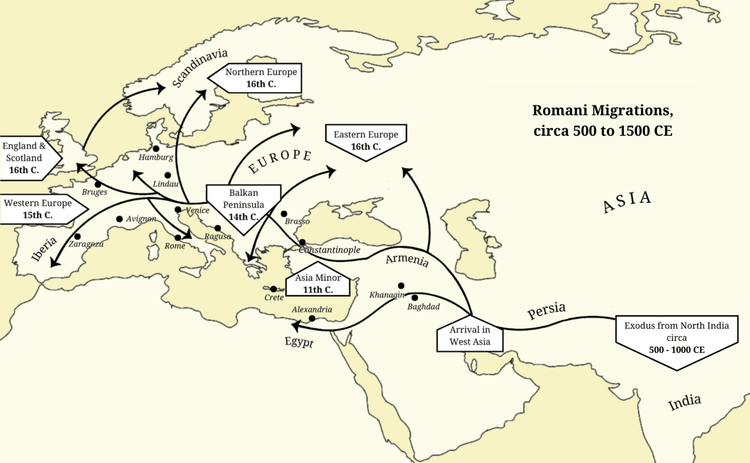 Scandinavia
Northern Europe
16th C.
Romani Migrations,
circa 500 to 1500 CE
Eastern Europe
16th C.
England &
Scotland
16th C.
Hamburg
EUROPE
Lindau
Bruges
Balkan
Peninsula
14th C.
ASIA
Western Europe
15th C.
Venice
Avignon
Brasso
Ragusa
Iberia
Zaragoza
Rome
Constantinople
Armenia
Asia Minor
11th C.
Khanaqin
Crete
Baghdad
Alexandria
Persia
Egypt
Arrival in
West Asia
Exodus from North India
circa
500 - 1000 CE
India